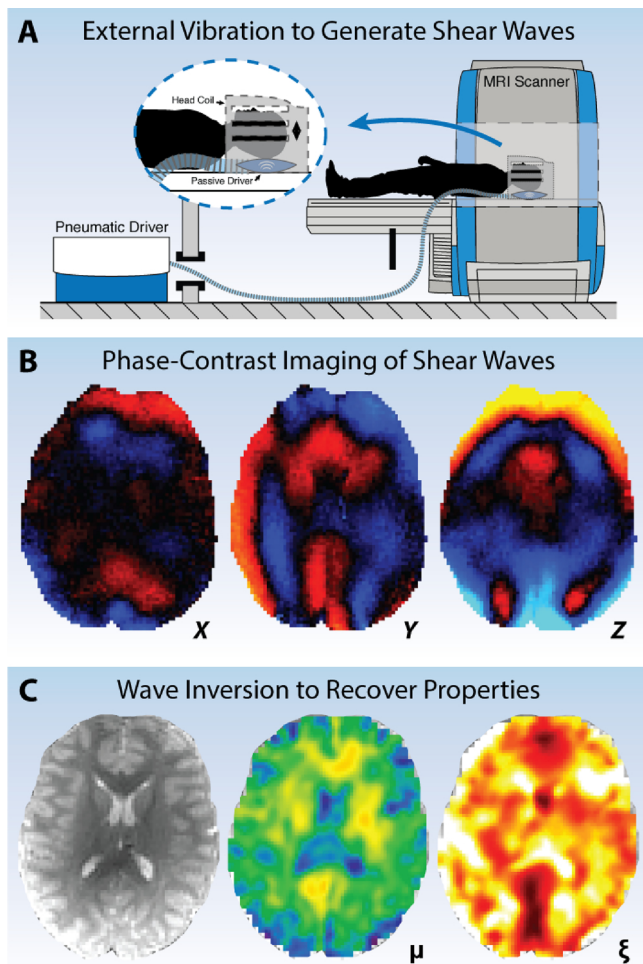 A External Vibration to Generate Shear Waves
MRI Scanner
Head Coil
Passive Driver
Pneumatic Driver
B Phase-Contrast Imaging of Shear Waves
X Y Z
C Wave Inversion to Recover Properties
μ ξ